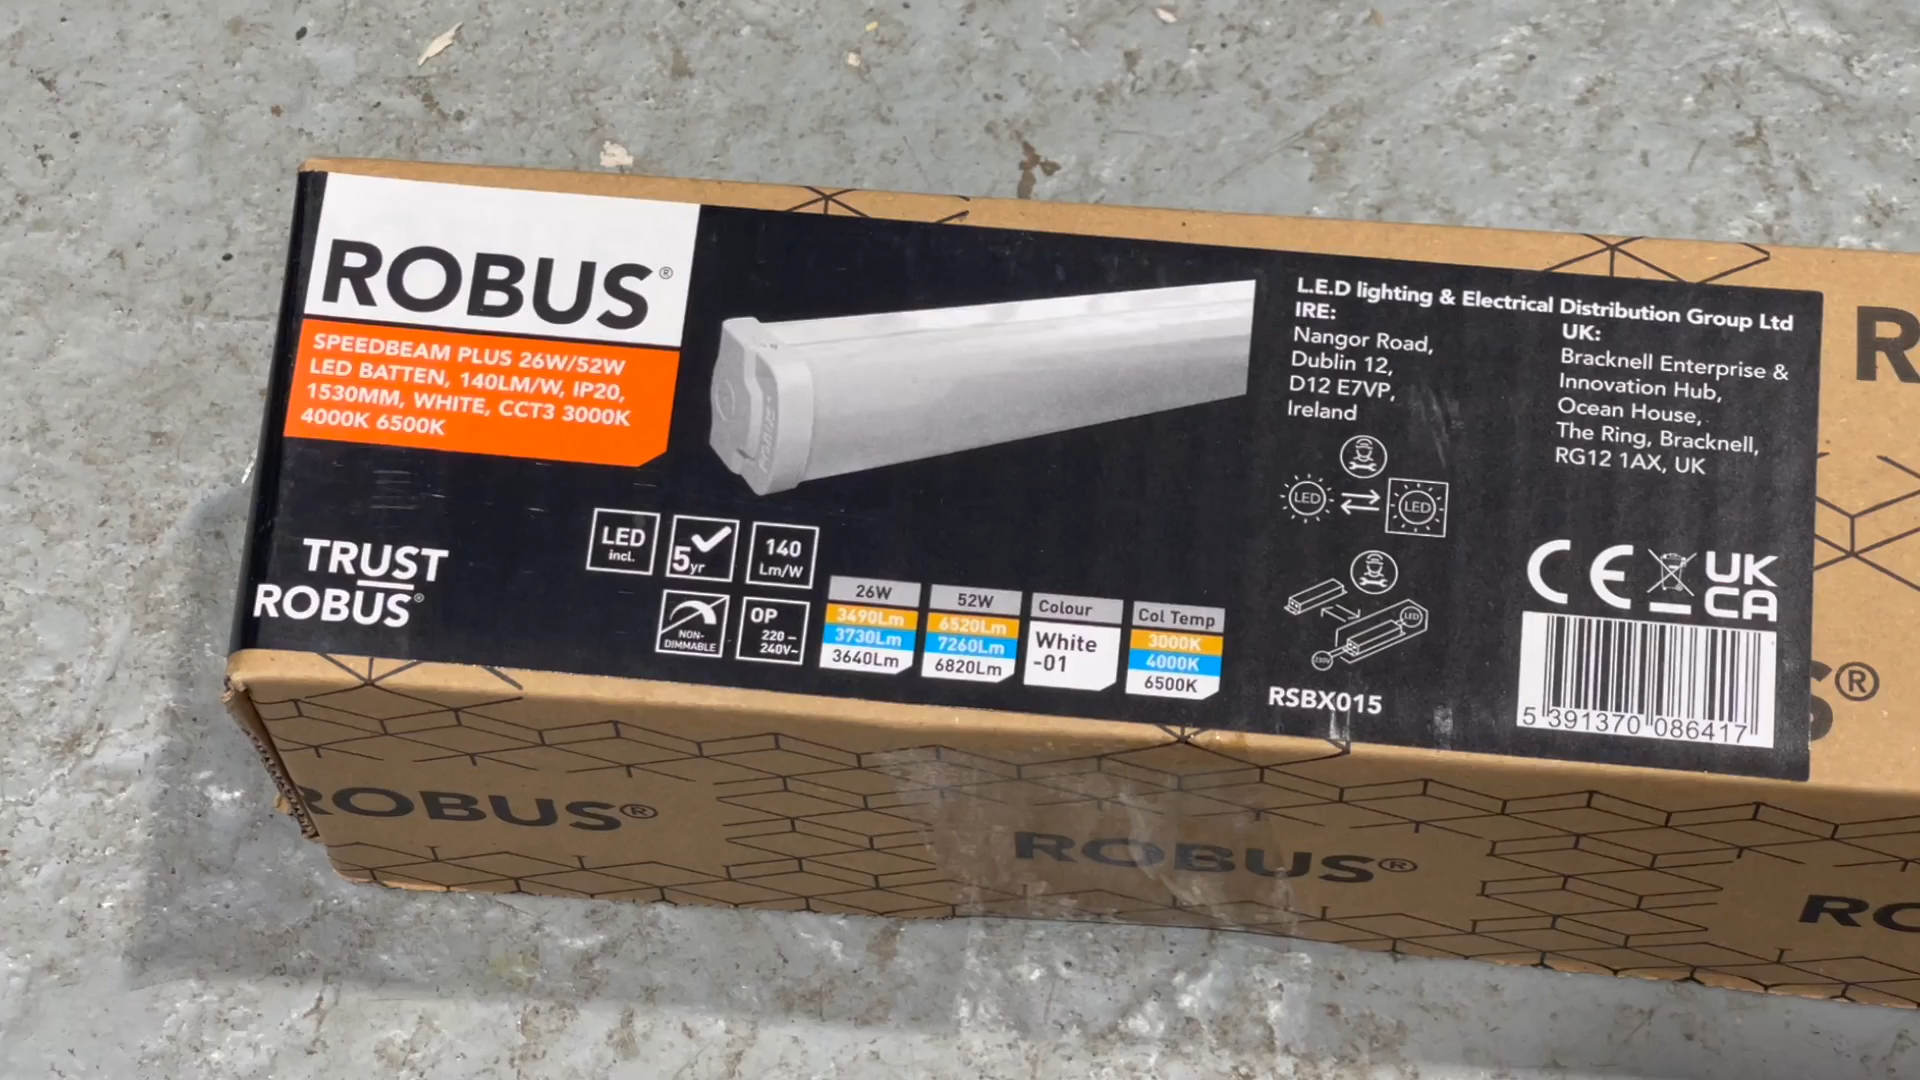 ROBUS®
SPEEDBEAM PLUS 26W/52W
LED BATTEN, 140LM/W, IP20,
1530MM, WHITE, CCT3 3000K
4000K 6500K
TRUST
ROBUS®
LED
incl.
5yr
140
Lm/W
NON-
DIMMABLE
OP
220 –
240V~
26W
3490Lm
3730Lm
3640Lm
52W
6520Lm
7260Lm
6820Lm
Colour
White
-01
Col Temp
3000K
4000K
6500K
L.E.D lighting & Electrical Distribution Group Ltd
IRE:
Nangor Road,
Dublin 12,
D12 E7VP,
Ireland
UK:
Bracknell Enterprise &
Innovation Hub,
Ocean House,
The Ring, Bracknell,
RG12 1AX, UK
LED
LED
LED
230V
RSBX015
CE
UK
CA
5 391370 086417
R
S®
ROBUS®
ROBUS®
RO